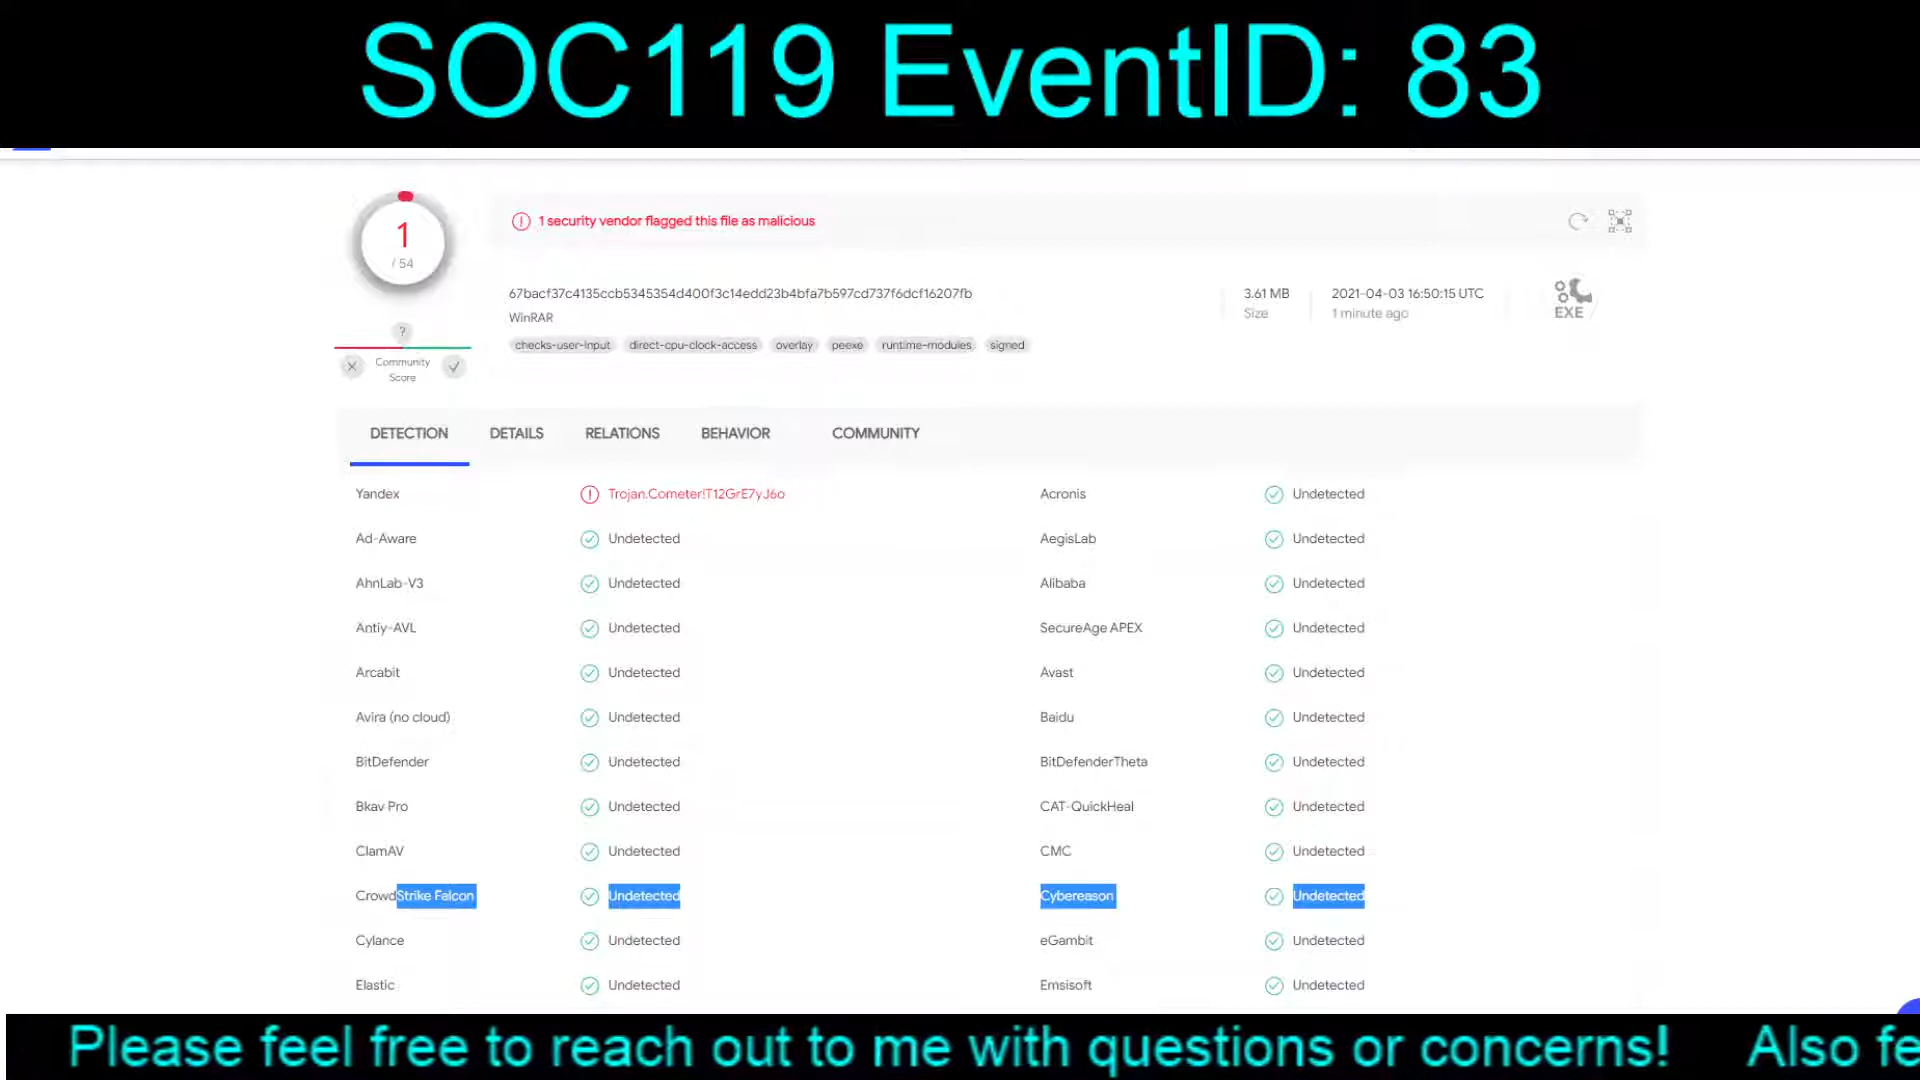 SOC119 EventID: 83
1 security vendor flagged this file as malicious
1
/ 54
67bacf37c4135ccb5345354d400f3c14edd23b4bfa7b597cd737f6dcf16207fb
WinRAR
3.61 MB
Size
2021-04-03 16:50:15 UTC
1 minute ago
EXE
checks-user-input direct-cpu-clock-access overlay peexe runtime-modules signed
?
Community
Score
DETECTION DETAILS RELATIONS BEHAVIOR COMMUNITY
Yandex Trojan.Cometer!T12GrE7yJ6o Acronis Undetected
Ad-Aware Undetected AegisLab Undetected
AhnLab-V3 Undetected Alibaba Undetected
Antiy-AVL Undetected SecureAge APEX Undetected
Arcabit Undetected Avast Undetected
Avira (no cloud) Undetected Baidu Undetected
BitDefender Undetected BitDefenderTheta Undetected
Bkav Pro Undetected CAT-QuickHeal Undetected
ClamAV Undetected CMC Undetected
CrowdStrike Falcon Undetected Cybereason Undetected
Cylance Undetected eGambit Undetected
Elastic Undetected Emsisoft Undetected
Please feel free to reach out to me with questions or concerns! Also fe